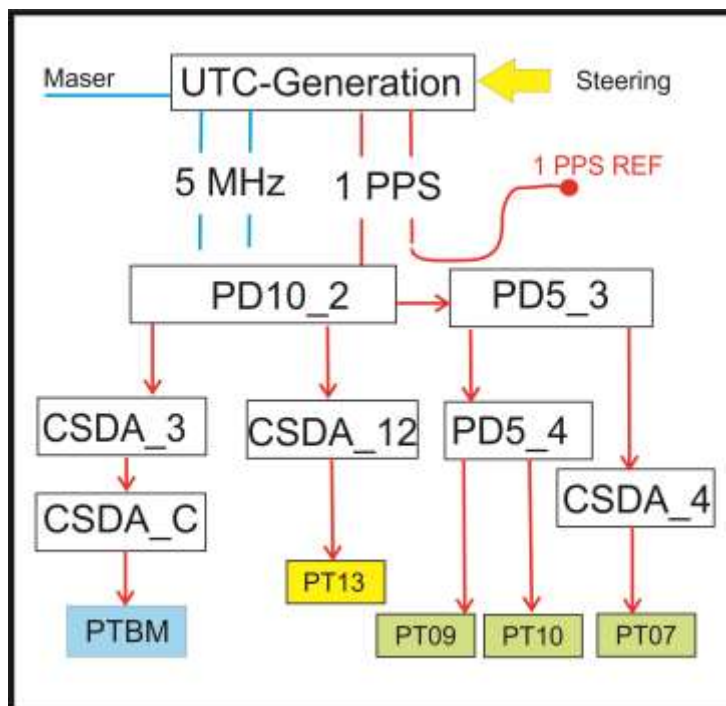 Maser
UTC-Generation
Steering
5 MHz
1 PPS
1 PPS REF
PD10_2
PD5_3
CSDA_3
CSDA_12
PD5_4
CSDA_C
CSDA_4
PT13
PTBM
PT09
PT10
PT07